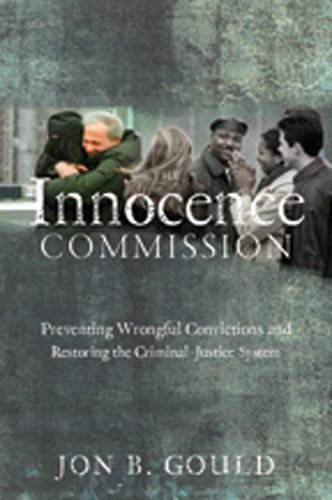 THE
Innocence
COMMISSION
Preventing Wrongful Convictions and
Restoring the Criminal Justice System
JON B. GOULD